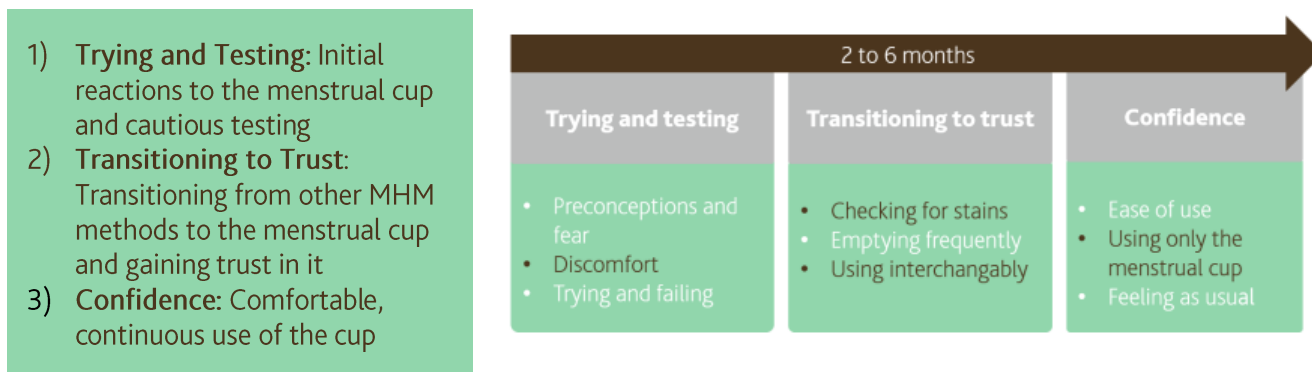 1) Trying and Testing: Initial
reactions to the menstrual cup
and cautious testing
2) Transitioning to Trust:
Transitioning from other MHM
methods to the menstrual cup
and gaining trust in it
3) Confidence: Comfortable,
continuous use of the cup
2 to 6 months
Trying and testing
• Preconceptions and
fear
• Discomfort
• Trying and failing
Transitioning to trust
• Checking for stains
• Emptying frequently
• Using interchangably
Confidence
• Ease of use
• Using only the
menstrual cup
• Feeling as usual